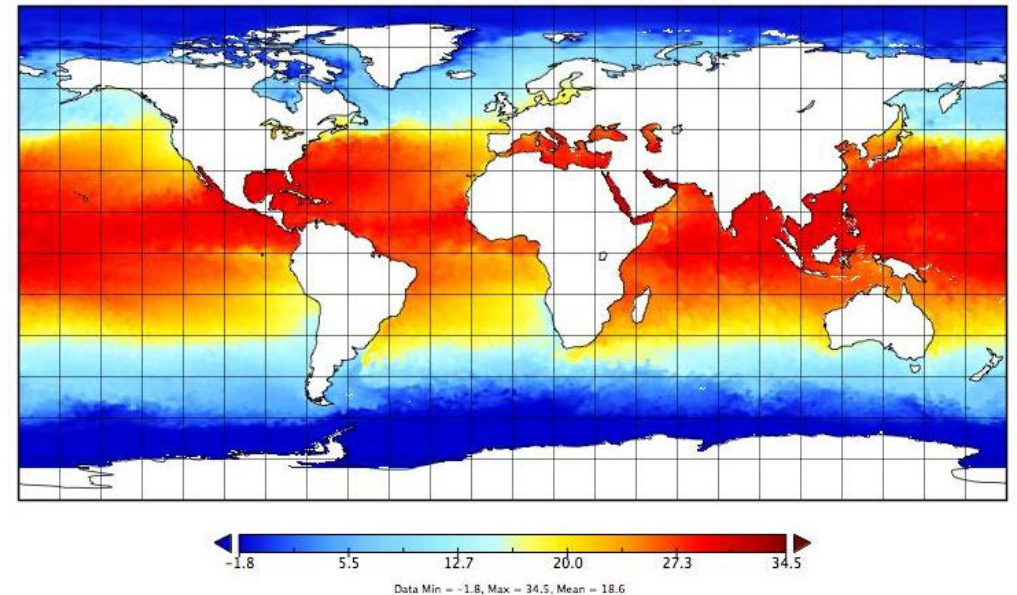 -1.8 5.5 12.7 20.0 27.3 34.5
Data Min = -1.8, Max = 34.5, Mean = 18.6